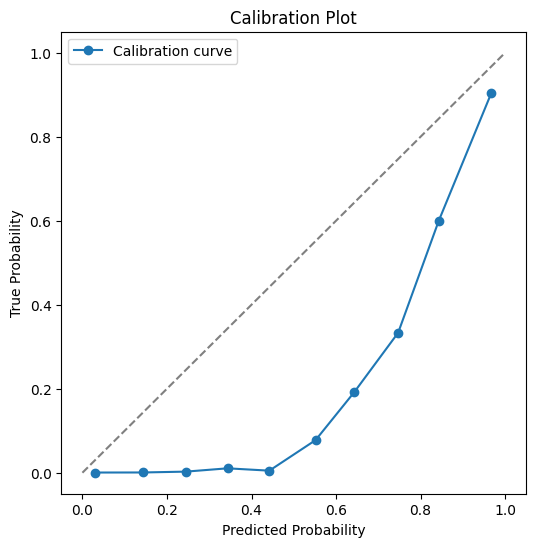 Calibration Plot
Calibration curve
1.0
0.8
0.6
0.4
0.2
0.0
True Probability
0.0 0.2 0.4 0.6 0.8 1.0
Predicted Probability